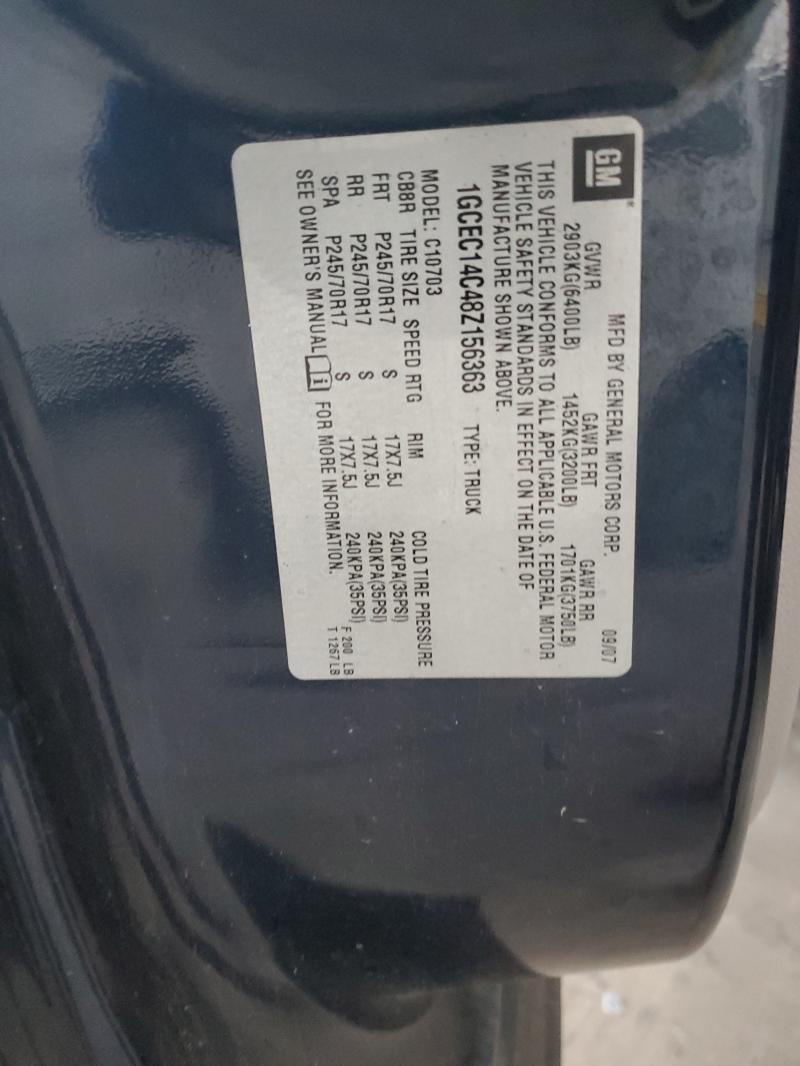 GM®
MFD BY GENERAL MOTORS CORP. 09/07
GVWR GAWR FRT GAWR RR
2903KG(6400LB) 1452KG(3200LB) 1701KG(3750LB)
THIS VEHICLE CONFORMS TO ALL APPLICABLE U.S. FEDERAL MOTOR
VEHICLE SAFETY STANDARDS IN EFFECT ON THE DATE OF
MANUFACTURE SHOWN ABOVE.
1GCEC14C48Z156363 TYPE: TRUCK
MODEL: C10703
CB8R TIRE SIZE SPEED RTG RIM COLD TIRE PRESSURE
FRT P245/70R17 S 17X7.5J 240KPA(35PSI)
RR P245/70R17 S 17X7.5J 240KPA(35PSI)
SPA P245/70R17 S 17X7.5J 240KPA(35PSI) F 200 LB
SEE OWNER'S MANUAL i FOR MORE INFORMATION. T 1267 LB